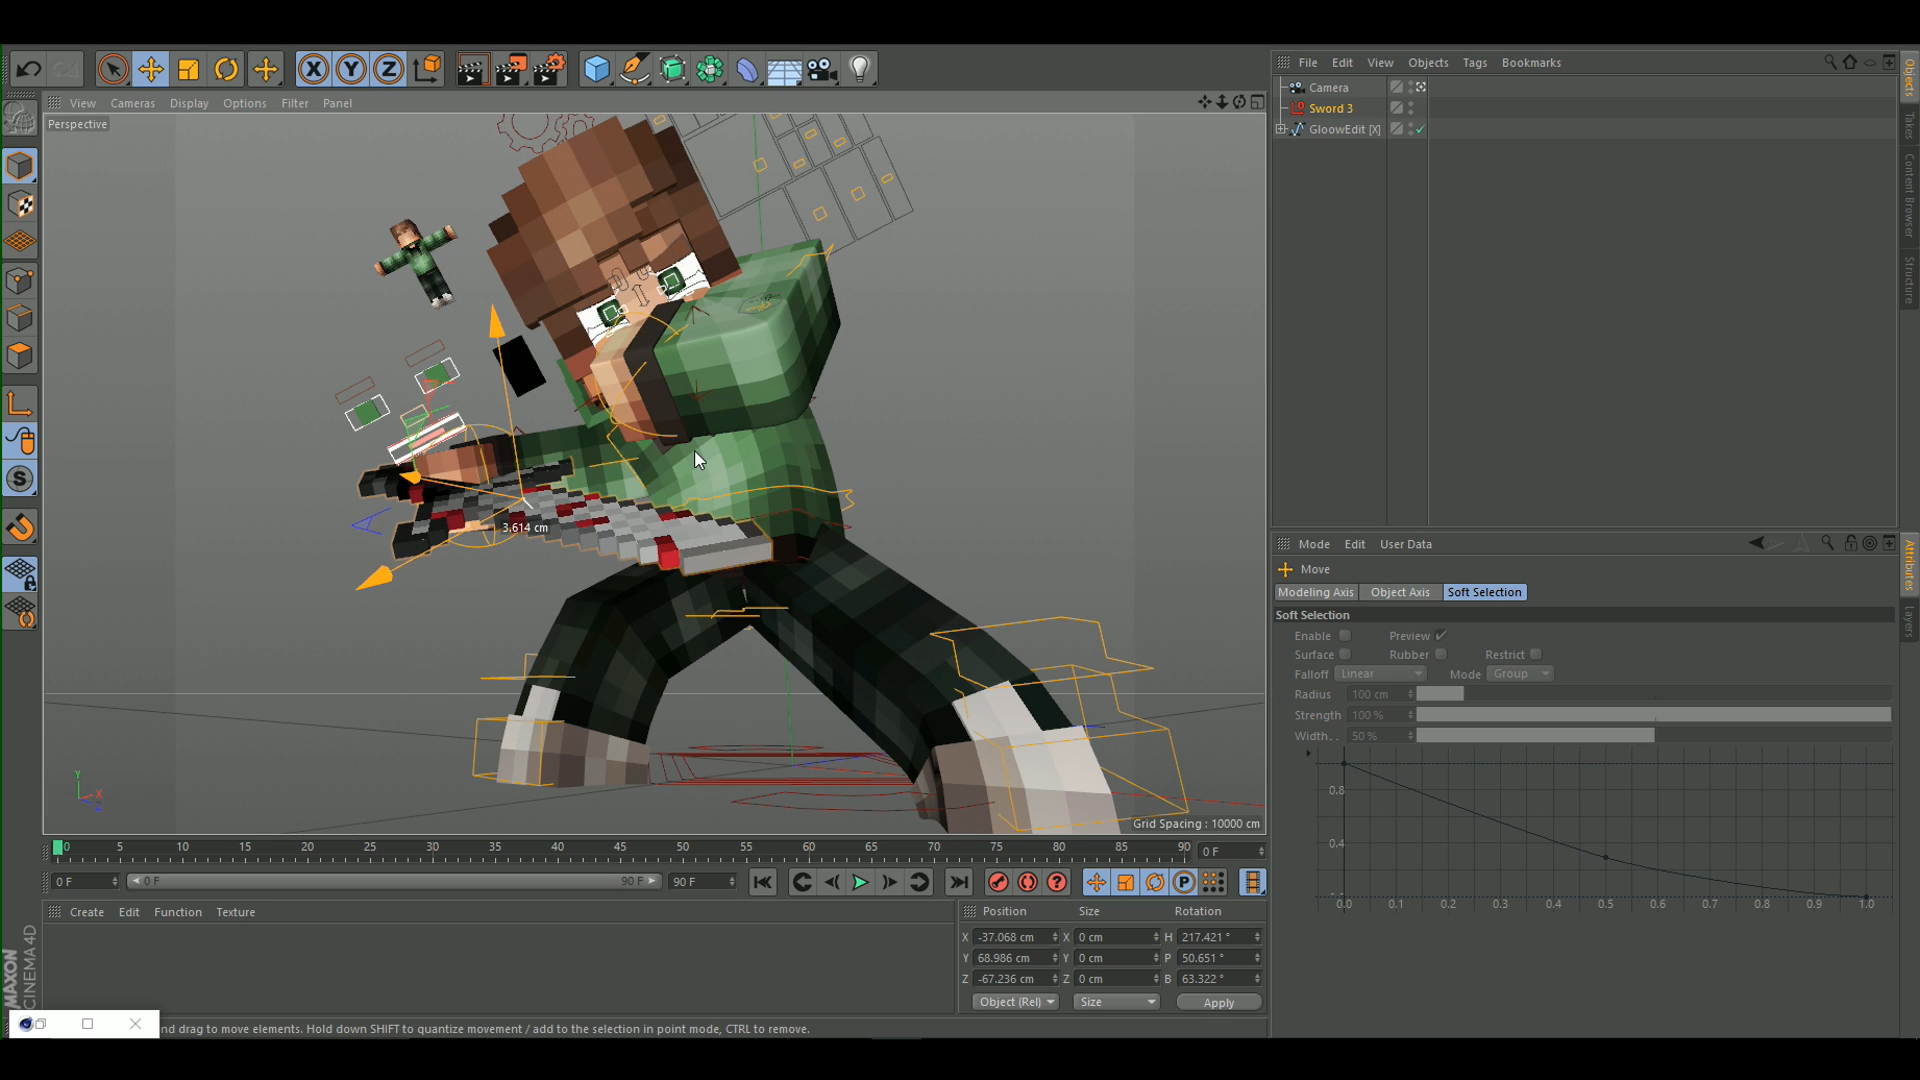 File Edit View Objects Tags Bookmarks
View Cameras Display Options Filter Panel
Perspective
Camera
Sword 3
GloowEdit [X]
Objects
Takes
Content Browser
Structure
X Y Z
S
3.614 cm
Grid Spacing : 10000 cm
Mode Edit User Data
Move
Modeling Axis Object Axis Soft Selection
Soft Selection
Enable Preview
Surface Rubber Restrict
Falloff Linear Mode Group
Radius 100 cm
Strength 100 %
Width.. 50 %
0.8
0.4
0.0 0.1 0.2 0.3 0.4 0.5 0.6 0.7 0.8 0.9 1.0
Attributes
Layers
0 5 10 15 20 25 30 35 40 45 50 55 60 65 70 75 80 85 90 0 F
0 F 0 F 90 F 90 F
P
Create Edit Function Texture
Position Size Rotation
X -37.068 cm X 0 cm H 217.421 °
Y 68.986 cm Y 0 cm P 50.651 °
Z -67.236 cm Z 0 cm B 63.322 °
Object (Rel) Size Apply
MAXON
CINEMA 4D
nd drag to move elements. Hold down SHIFT to quantize movement / add to the selection in point mode, CTRL to remove.
Y
X
Z